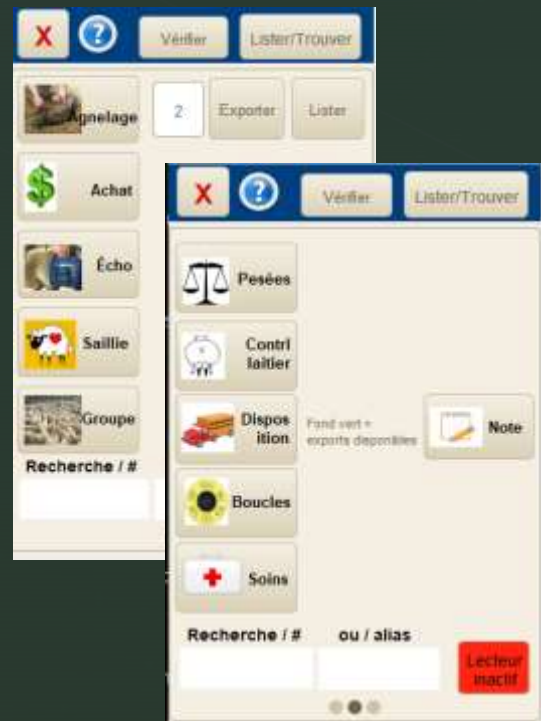 X ? Vérifier Lister/Trouver
Agnelage 2 Exporter Lister
Achat
Écho
Saillie
Groupe
Recherche / #
X ? Vérifier Lister/Trouver
Pesées
Contrl
laitier
Dispos
ition
Fond vert =
exports disponibles
Note
Boucles
Soins
Recherche / # ou / alias
Lecteur
inactif